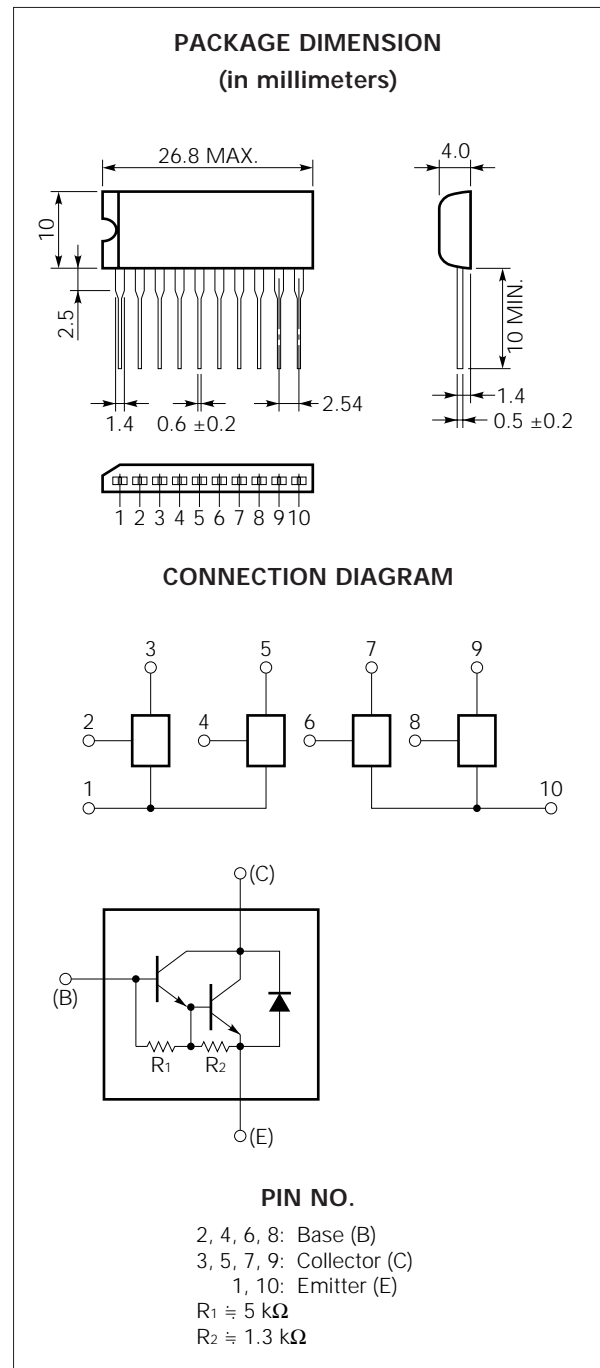 PACKAGE DIMENSION
(in millimeters)
26.8 MAX.
4.0
10
2.5
10 MIN.
2.54
1.4
1.4 0.6 ±0.2
0.5 ±0.2
1 2 3 4 5 6 7 8 9 10
CONNECTION DIAGRAM
3 5 7 9
2 4 6 8
1 10
(C)
(B)
R1 R2
(E)
PIN NO.
2, 4, 6, 8: Base (B)
3, 5, 7, 9: Collector (C)
1, 10: Emitter (E)
R1 ≒ 5 kΩ
R2 ≒ 1.3 kΩ